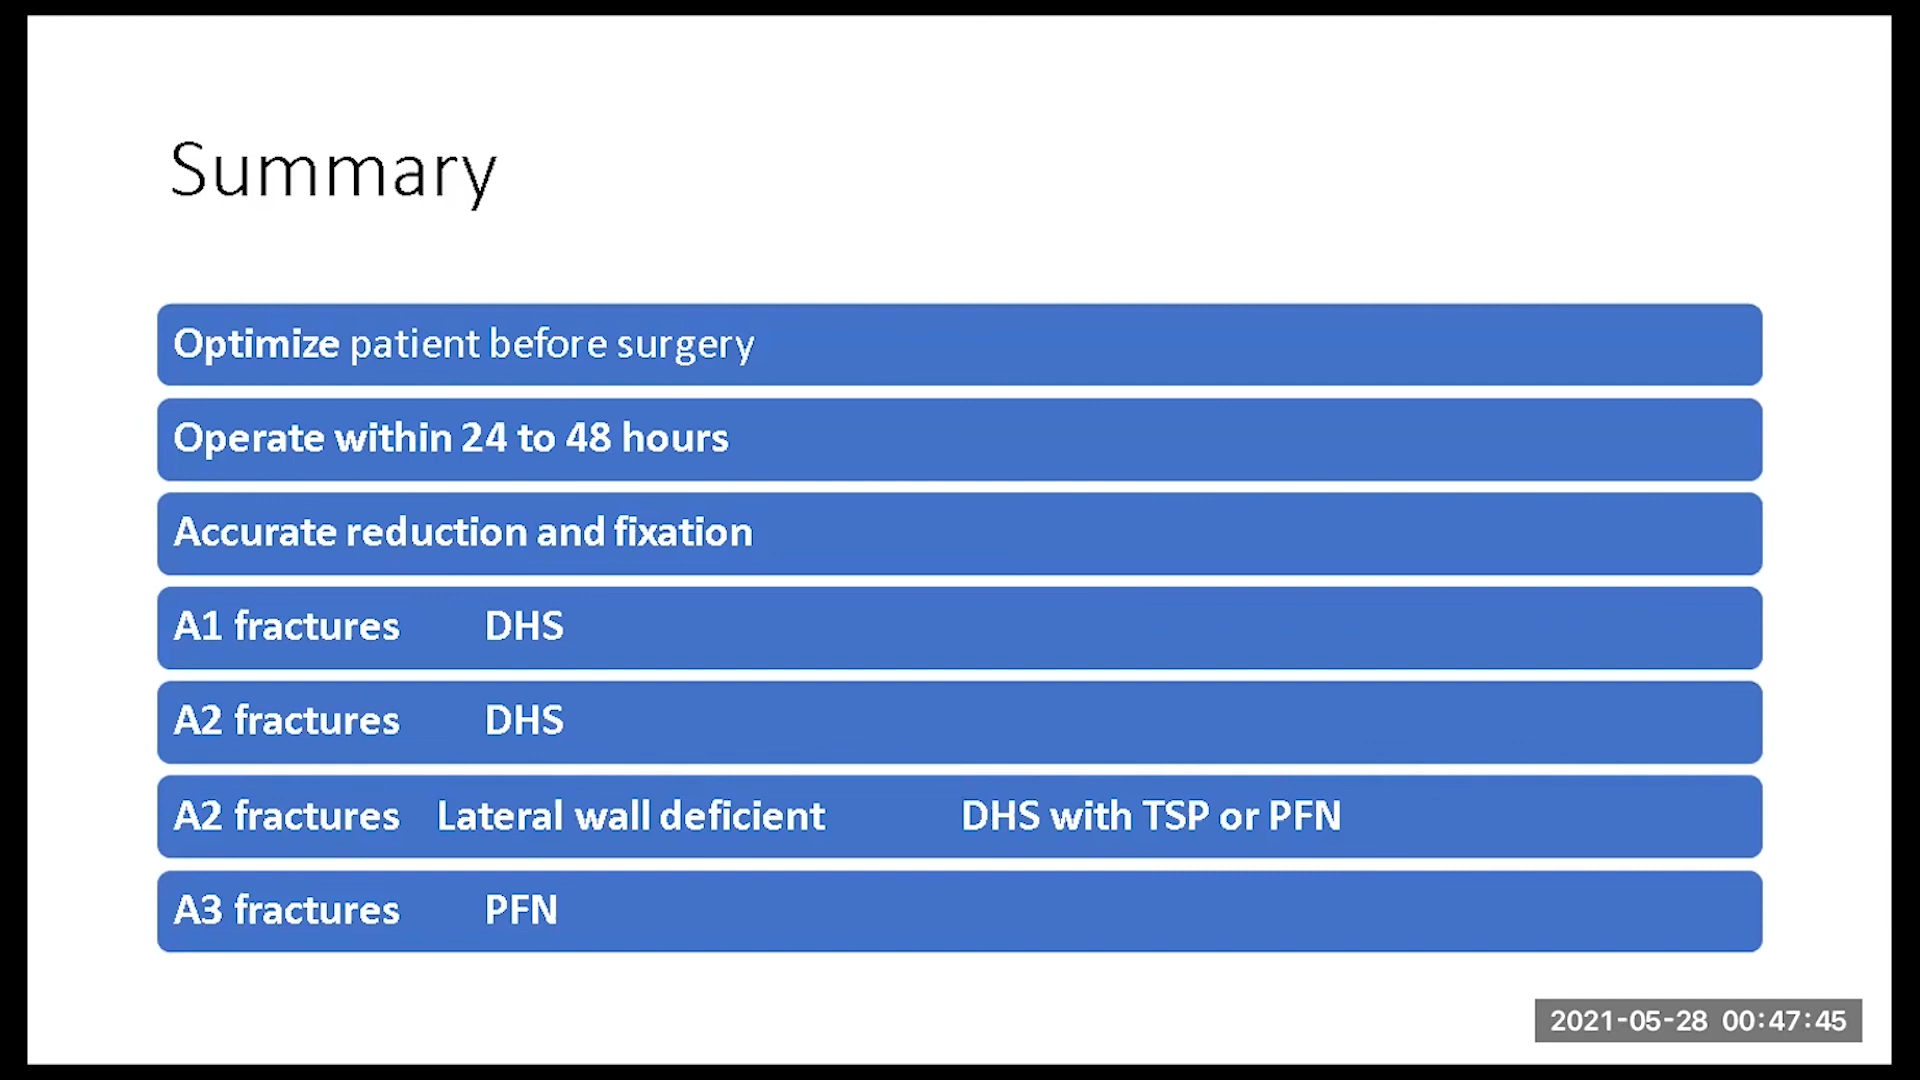 Summary
Optimize patient before surgery
Operate within 24 to 48 hours
Accurate reduction and fixation
A1 fractures DHS
A2 fractures DHS
A2 fractures Lateral wall deficient DHS with TSP or PFN
A3 fractures PFN
2021-05-28 00:47:45